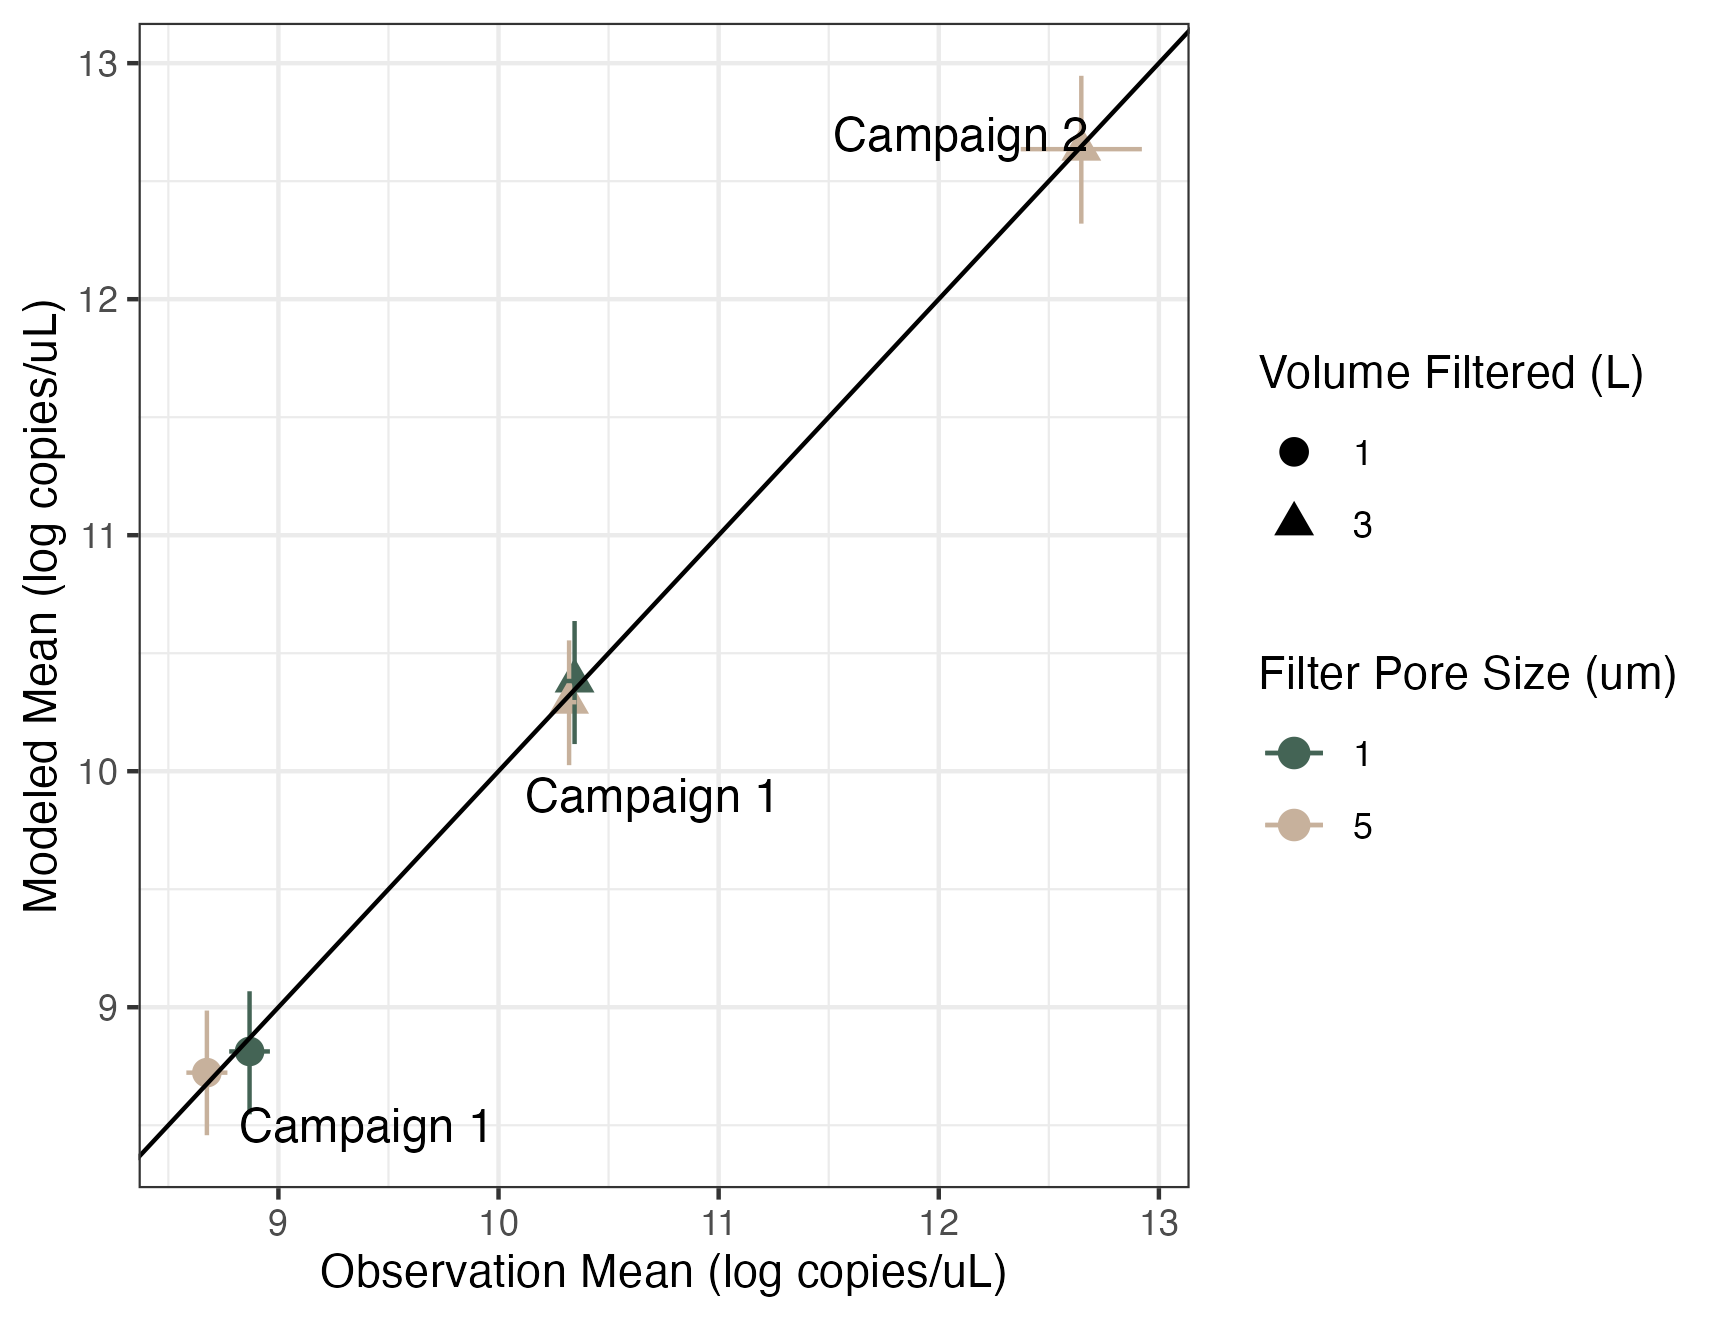 13
12
11
10
9
Modeled Mean (log copies/uL)
Campaign 2
Campaign 1
Campaign 1
9
10
11
12
13
Observation Mean (log copies/uL)
Volume Filtered (L)
1
3
Filter Pore Size (um)
1
5